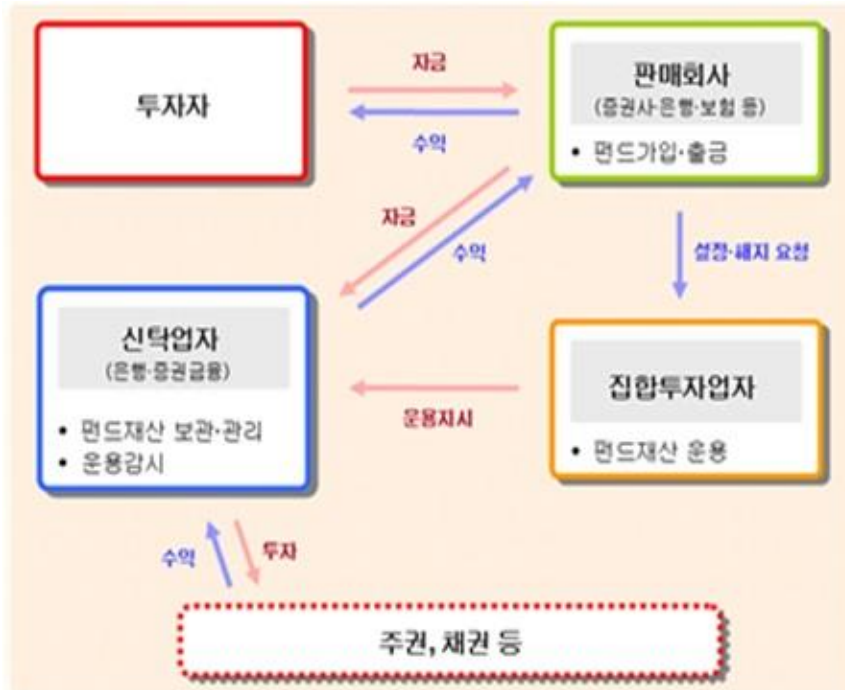 투자자
자금
수익
판매회사
(증권사·은행·보험 등)
• 펀드가입·출금
자금
수익
설정·해지 요청
신탁업자
(은행·증권금융)
• 펀드재산 보관·관리
• 운용감시
운용지시
집합투자업자
• 펀드재산 운용
수익
투자
주권, 채권 등